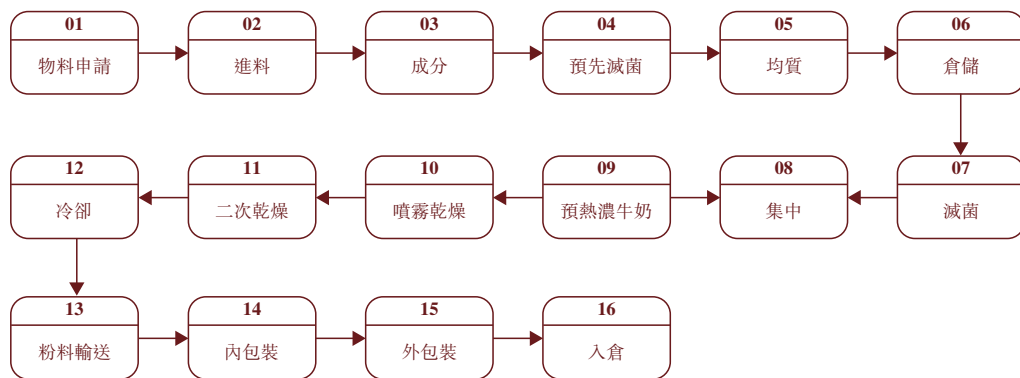 01
物料申請
02
進料
03
成分
04
預先滅菌
05
均質
06
倉儲
07
滅菌
08
集中
09
預熱濃牛奶
10
噴霧乾燥
11
二次乾燥
12
冷卻
13
粉料輸送
14
內包裝
15
外包裝
16
入倉